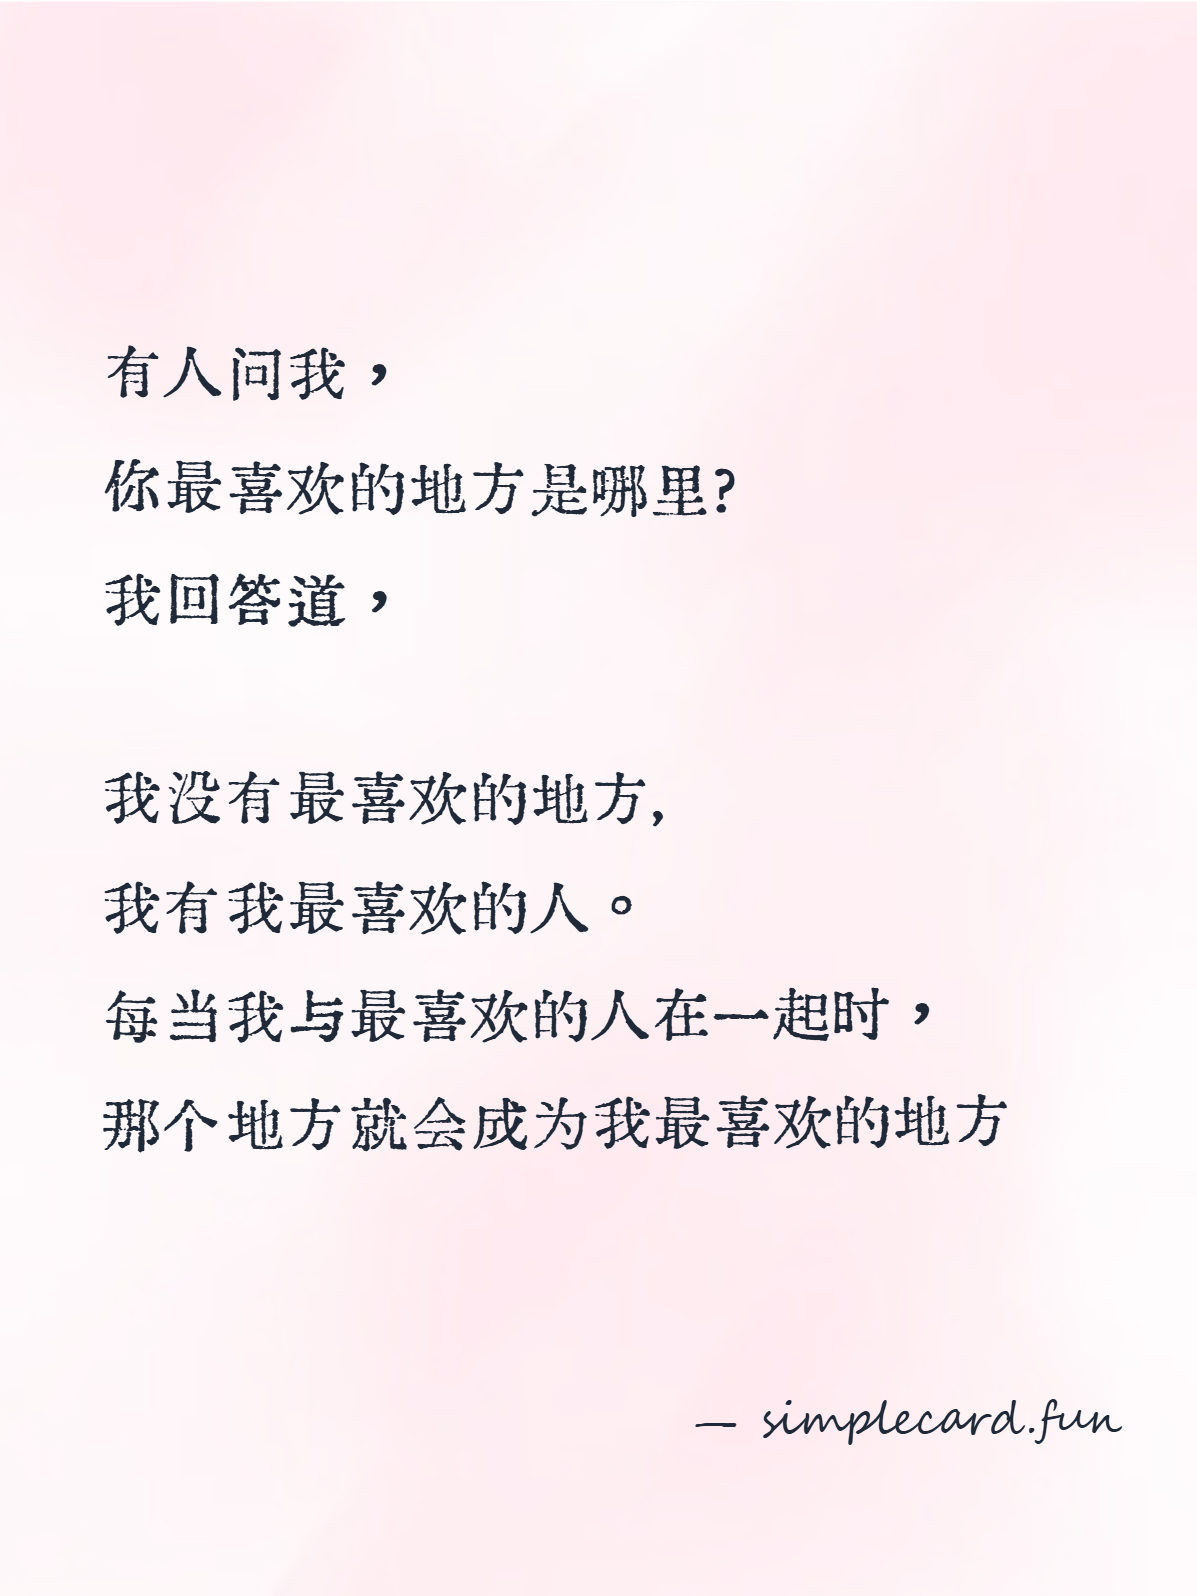 有人问我，
你最喜欢的地方是哪里?
我回答道，
我没有最喜欢的地方,
我有我最喜欢的人。
每当我与最喜欢的人在一起时，
那个地方就会成为我最喜欢的地方
— simplecard.fun